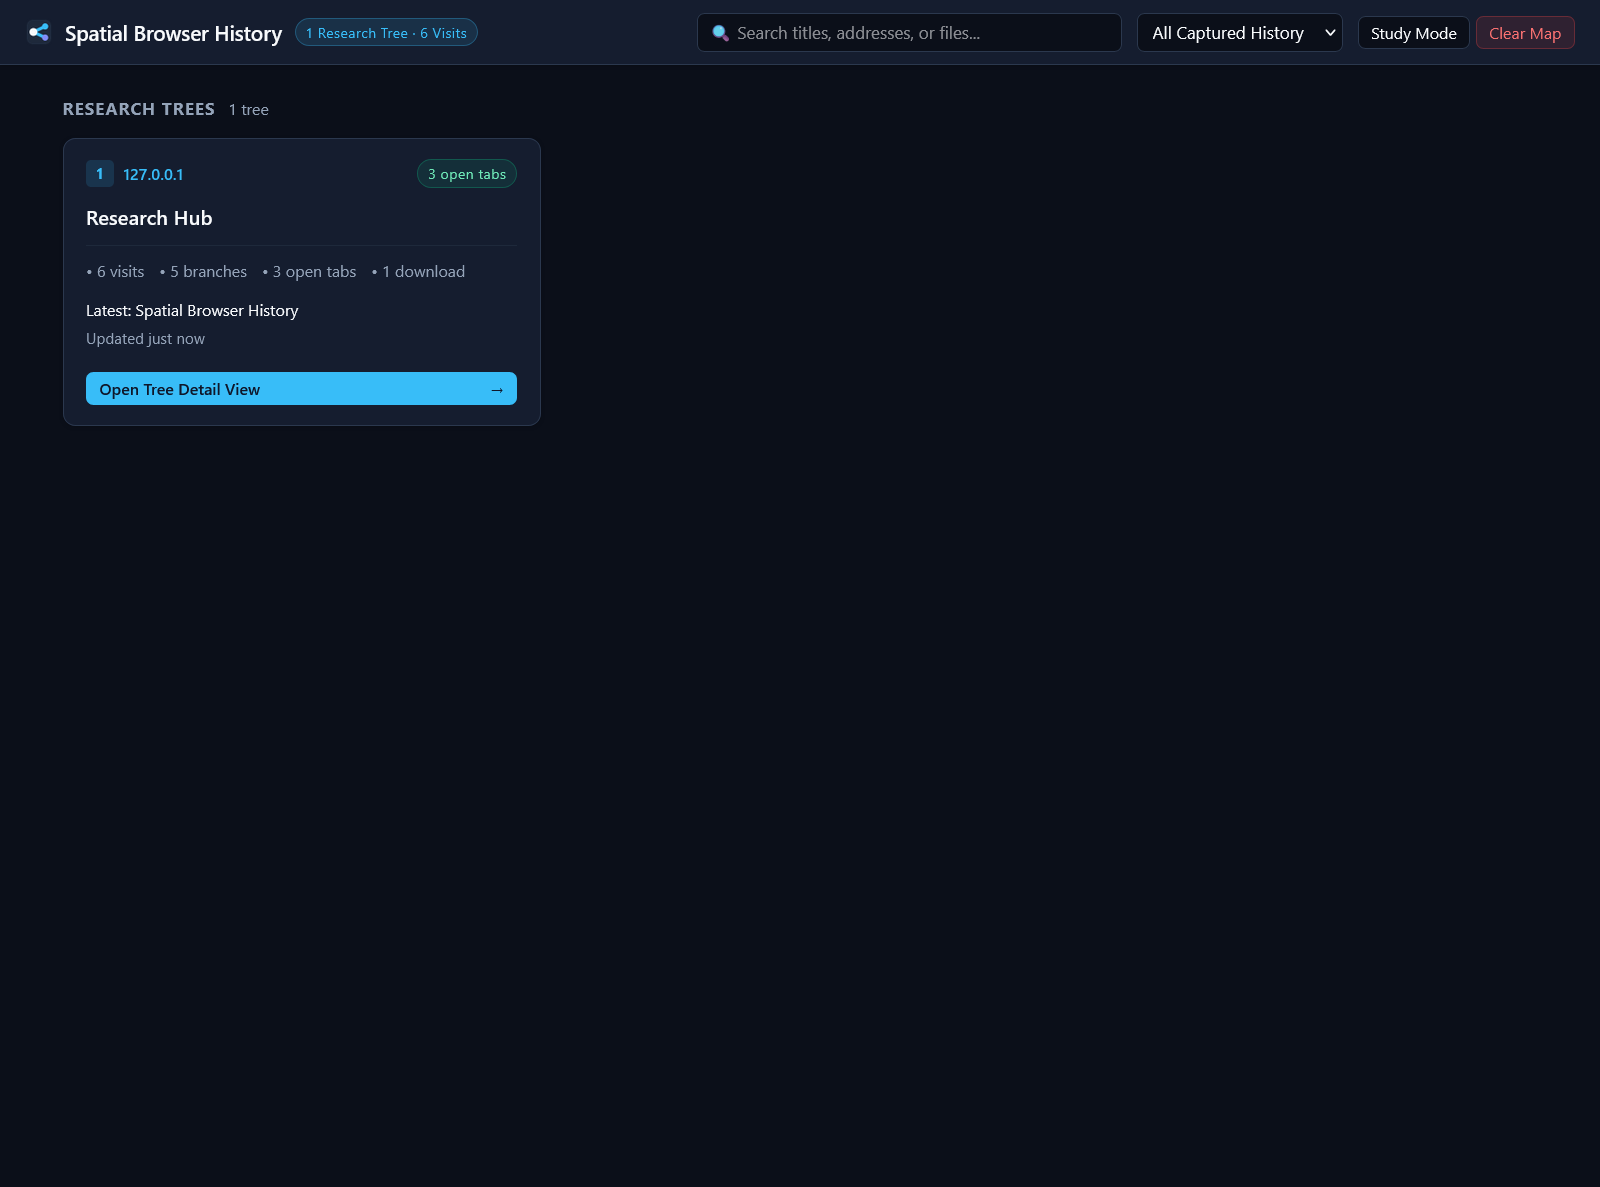 Spatial Browser History
1 Research Tree · 6 Visits
Search titles, addresses, or files...
All Captured History
Study Mode
Clear Map
RESEARCH TREES 1 tree
1 127.0.0.1
3 open tabs
Research Hub
• 6 visits • 5 branches • 3 open tabs • 1 download
Latest: Spatial Browser History
Updated just now
Open Tree Detail View →